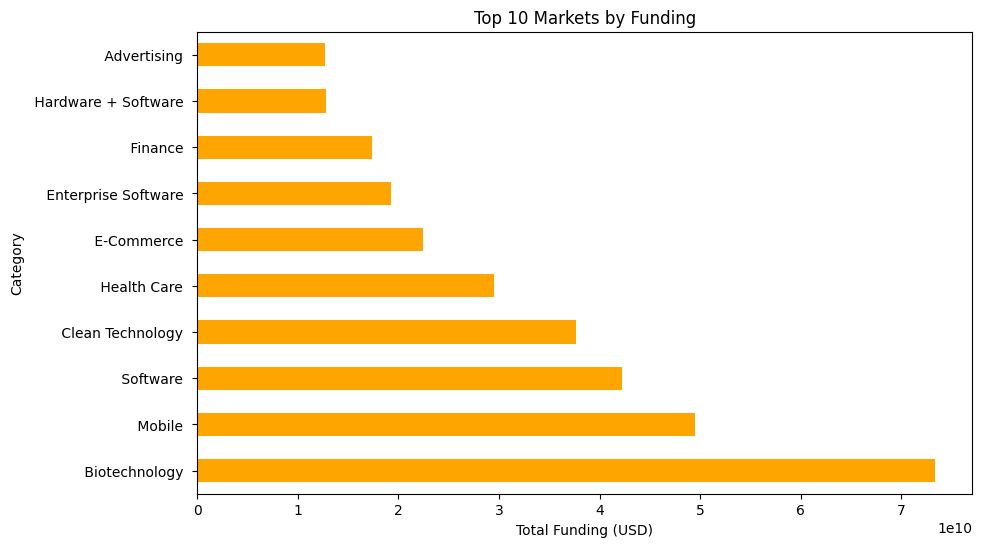 Top 10 Markets by Funding
Category
Advertising
Hardware + Software
Finance
Enterprise Software
E-Commerce
Health Care
Clean Technology
Software
Mobile
Biotechnology
0 1 2 3 4 5 6 7
1e10
Total Funding (USD)